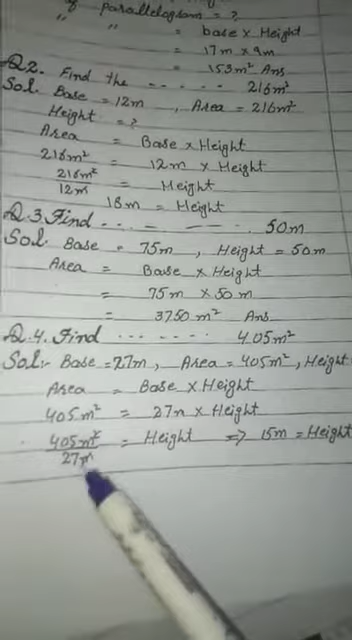 of parallelogram = ?
" " = base × Height
= 17m × 9m
= 153m² Ans
Q2. Find the - - - - - 216m²
Sol. Base = 12m , Area = 216m²
Height = ?
Area = Base × Height
216m² = 12m × Height
216m² / 12m = Height
18m = Height
Q.3 Find - - - - - - - 50m
Sol. Base = 75m , Height = 50m
Area = Base × Height
= 75m × 50m
= 3750m² Ans
Q.4. Find - - - - - - 405m²
Sol:- Base = 27m, Area = 405m², Height
Area = Base × Height
405m² = 27m × Height
405m² / 27m = Height ⇒ 15m = Height